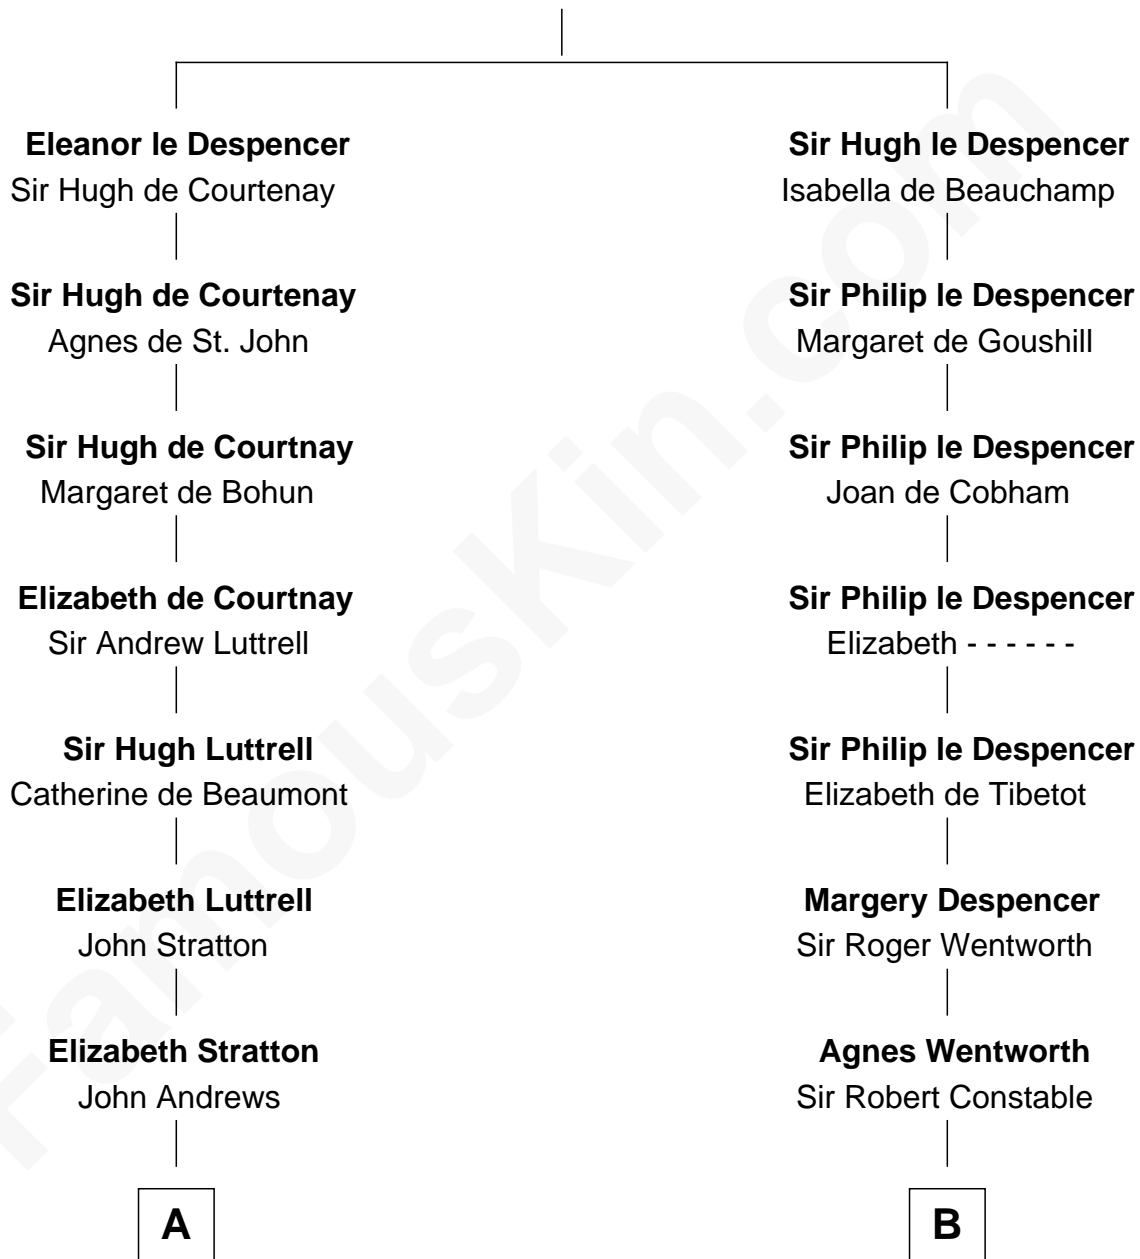 Eleanor le Despencer
Sir Hugh de Courtenay
Sir Hugh de Courtenay
Agnes de St. John
Sir Hugh de Courtnay
Margaret de Bohun
Elizabeth de Courtnay
Sir Andrew Luttrell
Sir Hugh Luttrell
Catherine de Beaumont
Elizabeth Luttrell
John Stratton
Elizabeth Stratton
John Andrews
A
Sir Hugh le Despencer
Isabella de Beauchamp
Sir Philip le Despencer
Margaret de Goushill
Sir Philip le Despencer
Joan de Cobham
Sir Philip le Despencer
Elizabeth - - - - - -
Sir Philip le Despencer
Elizabeth de Tibetot
Margery Despencer
Sir Roger Wentworth
Agnes Wentworth
Sir Robert Constable
B
FamousKin.com